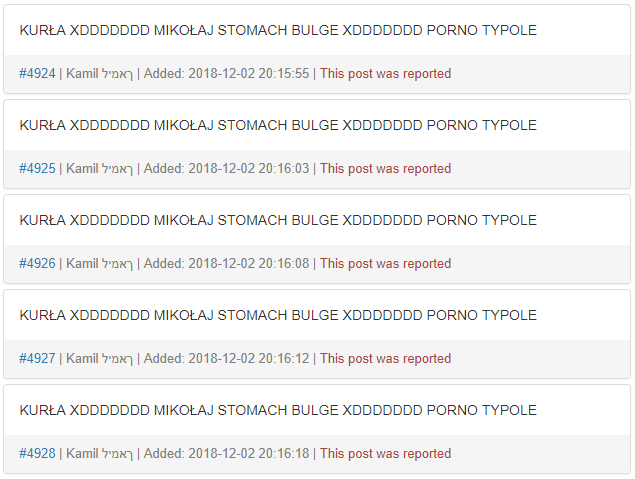 KURŁA XDDDDDDD MIKOŁAJ STOMACH BULGE XDDDDDDD PORNO TYPOLE
#4924 | Kamil ךאמיל | Added: 2018-12-02 20:15:55 | This post was reported
KURŁA XDDDDDDD MIKOŁAJ STOMACH BULGE XDDDDDDD PORNO TYPOLE
#4925 | Kamil ךאמיל | Added: 2018-12-02 20:16:03 | This post was reported
KURŁA XDDDDDDD MIKOŁAJ STOMACH BULGE XDDDDDDD PORNO TYPOLE
#4926 | Kamil ךאמיל | Added: 2018-12-02 20:16:08 | This post was reported
KURŁA XDDDDDDD MIKOŁAJ STOMACH BULGE XDDDDDDD PORNO TYPOLE
#4927 | Kamil ךאמיל | Added: 2018-12-02 20:16:12 | This post was reported
KURŁA XDDDDDDD MIKOŁAJ STOMACH BULGE XDDDDDDD PORNO TYPOLE
#4928 | Kamil ךאמיל | Added: 2018-12-02 20:16:18 | This post was reported